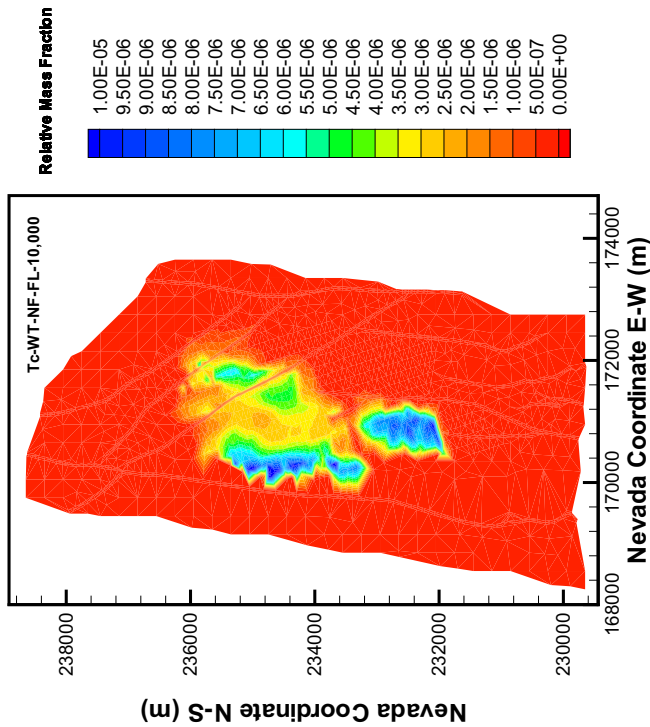 Relative Mass Fraction
1.00E-05
9.50E-06
9.00E-06
8.50E-06
8.00E-06
7.50E-06
7.00E-06
6.50E-06
6.00E-06
5.50E-06
5.00E-06
4.50E-06
4.00E-06
3.50E-06
3.00E-06
2.50E-06
2.00E-06
1.50E-06
1.00E-06
5.00E-07
0.00E+00
Tc-WT-NF-FL-10,000
238000
236000
234000
232000
230000
Nevada Coordinate N-S (m)
168000
170000
172000
174000
Nevada Coordinate E-W (m)